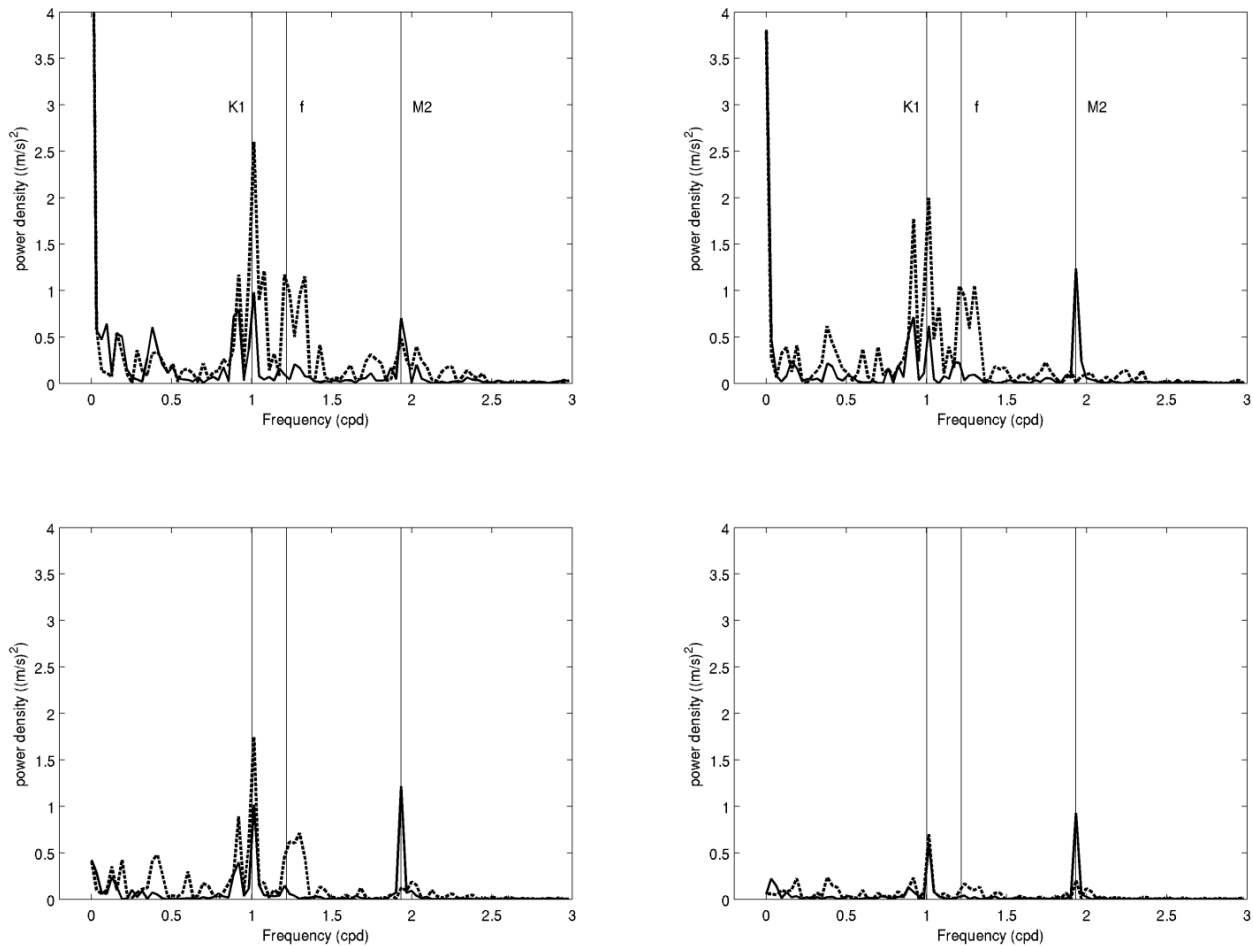 4 4
3.5 3.5
3 3
K1 f M2 K1 f M2
2.5 2.5
2 2
1.5 1.5
1 1
0.5 0.5
0 0
power density ((m/s)²) power density ((m/s)²)
0 0.5 1 1.5 2 2.5 3 0 0.5 1 1.5 2 2.5 3
Frequency (cpd) Frequency (cpd)
4 4
3.5 3.5
3 3
2.5 2.5
2 2
1.5 1.5
1 1
0.5 0.5
0 0
power density ((m/s)²) power density ((m/s)²)
0 0.5 1 1.5 2 2.5 3 0 0.5 1 1.5 2 2.5 3
Frequency (cpd) Frequency (cpd)